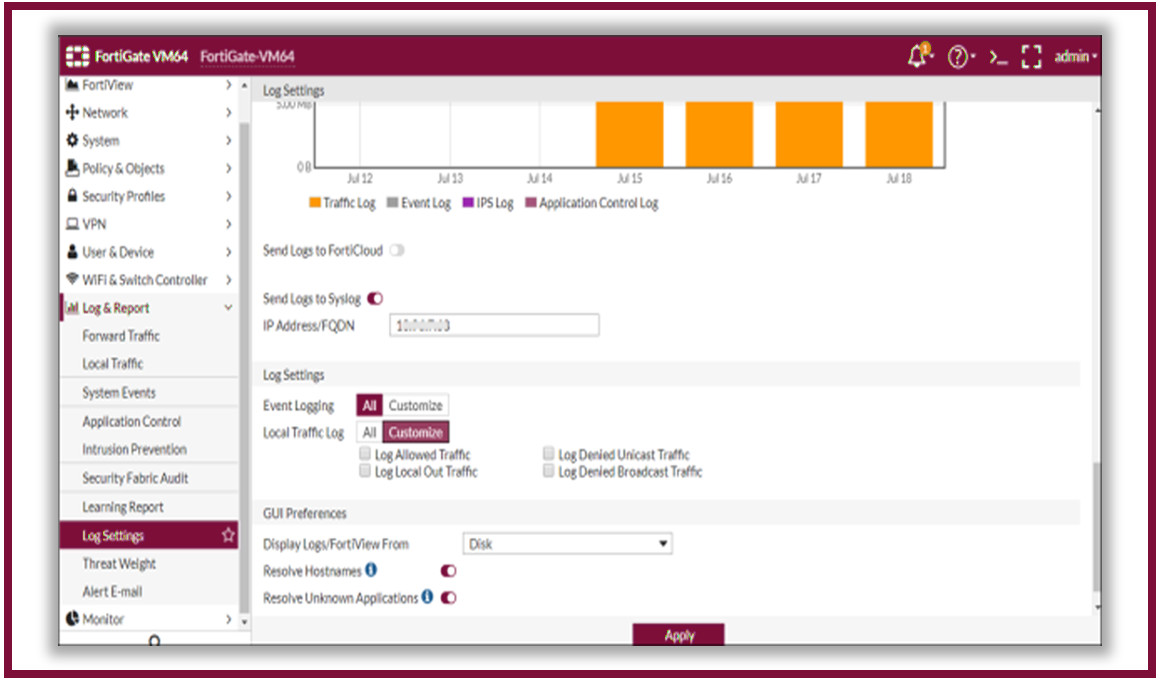 FortiGate VM64 FortiGate-VM64
1 admin
FortiView
Network
System
Policy & Objects
Security Profiles
VPN
User & Device
WiFi & Switch Controller
Log & Report
Forward Traffic
Local Traffic
System Events
Application Control
Intrusion Prevention
Security Fabric Audit
Learning Report
Log Settings
Threat Weight
Alert E-mail
Monitor
Log Settings
5.00 MB
0 B
Jul 12 Jul 13 Jul 14 Jul 15 Jul 16 Jul 17 Jul 18
Traffic Log Event Log IPS Log Application Control Log
Send Logs to FortiCloud
Send Logs to Syslog
IP Address/FQDN
Log Settings
Event Logging All Customize
Local Traffic Log All Customize
Log Allowed Traffic Log Denied Unicast Traffic
Log Local Out Traffic Log Denied Broadcast Traffic
GUI Preferences
Display Logs/FortiView From Disk
Resolve Hostnames
Resolve Unknown Applications
Apply